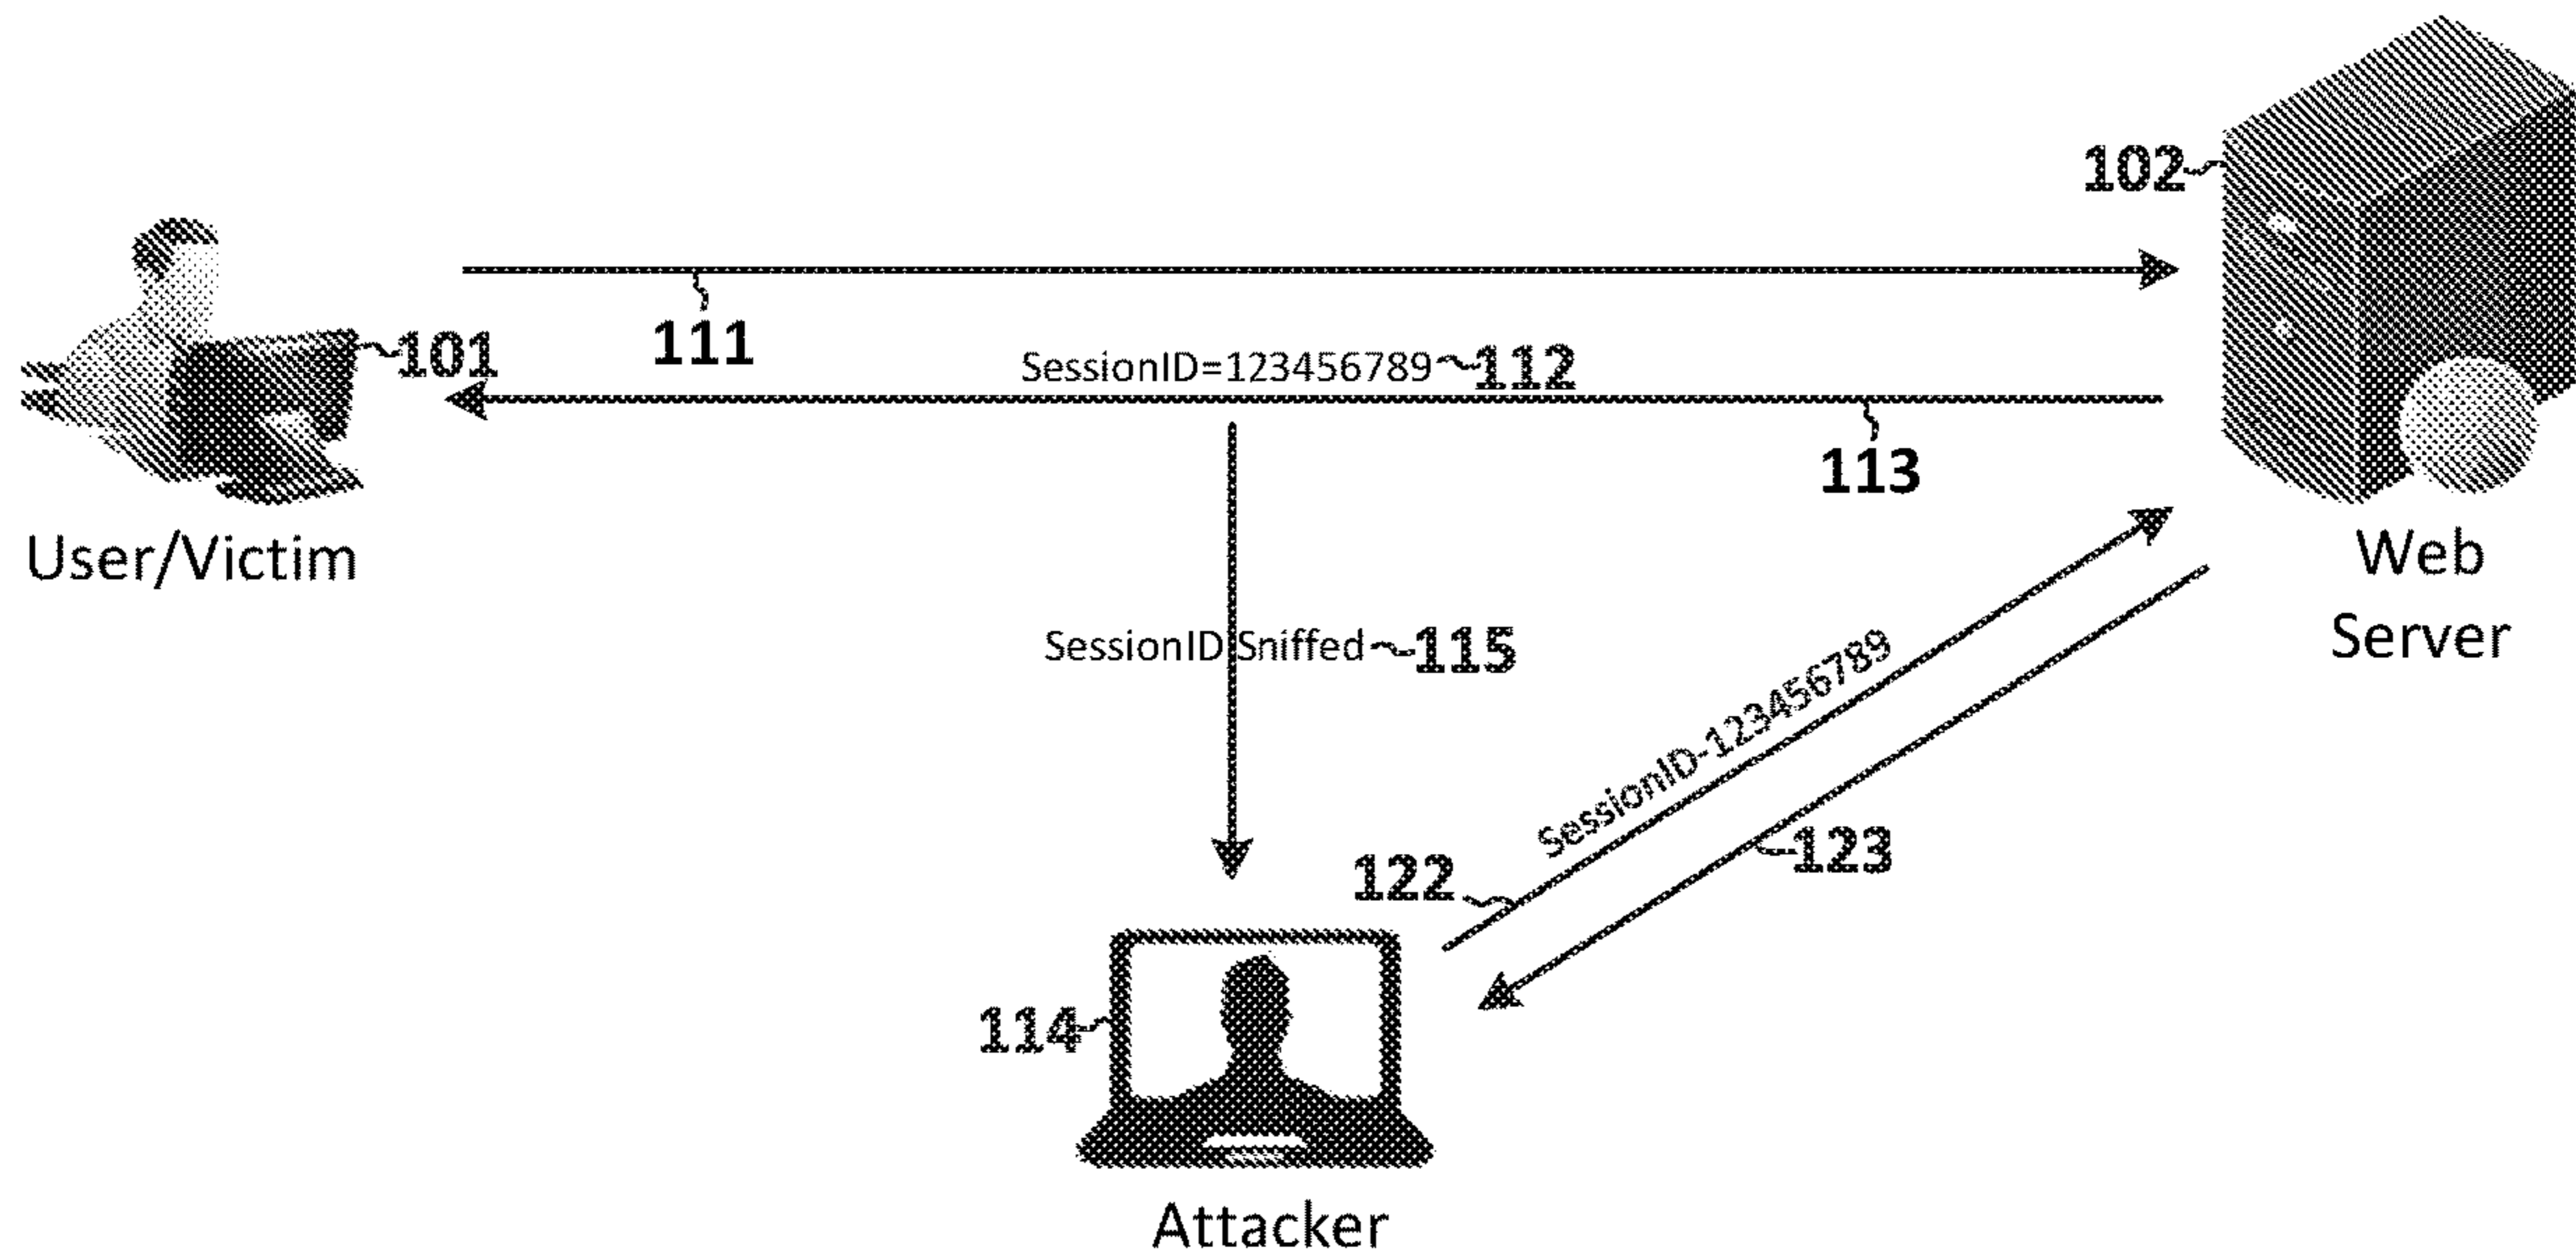 102
101
111
SessionID=123456789
112
113
User/Victim
Web
Server
SessionID Sniffed
115
SessionID-123456789
122
123
114
Attacker